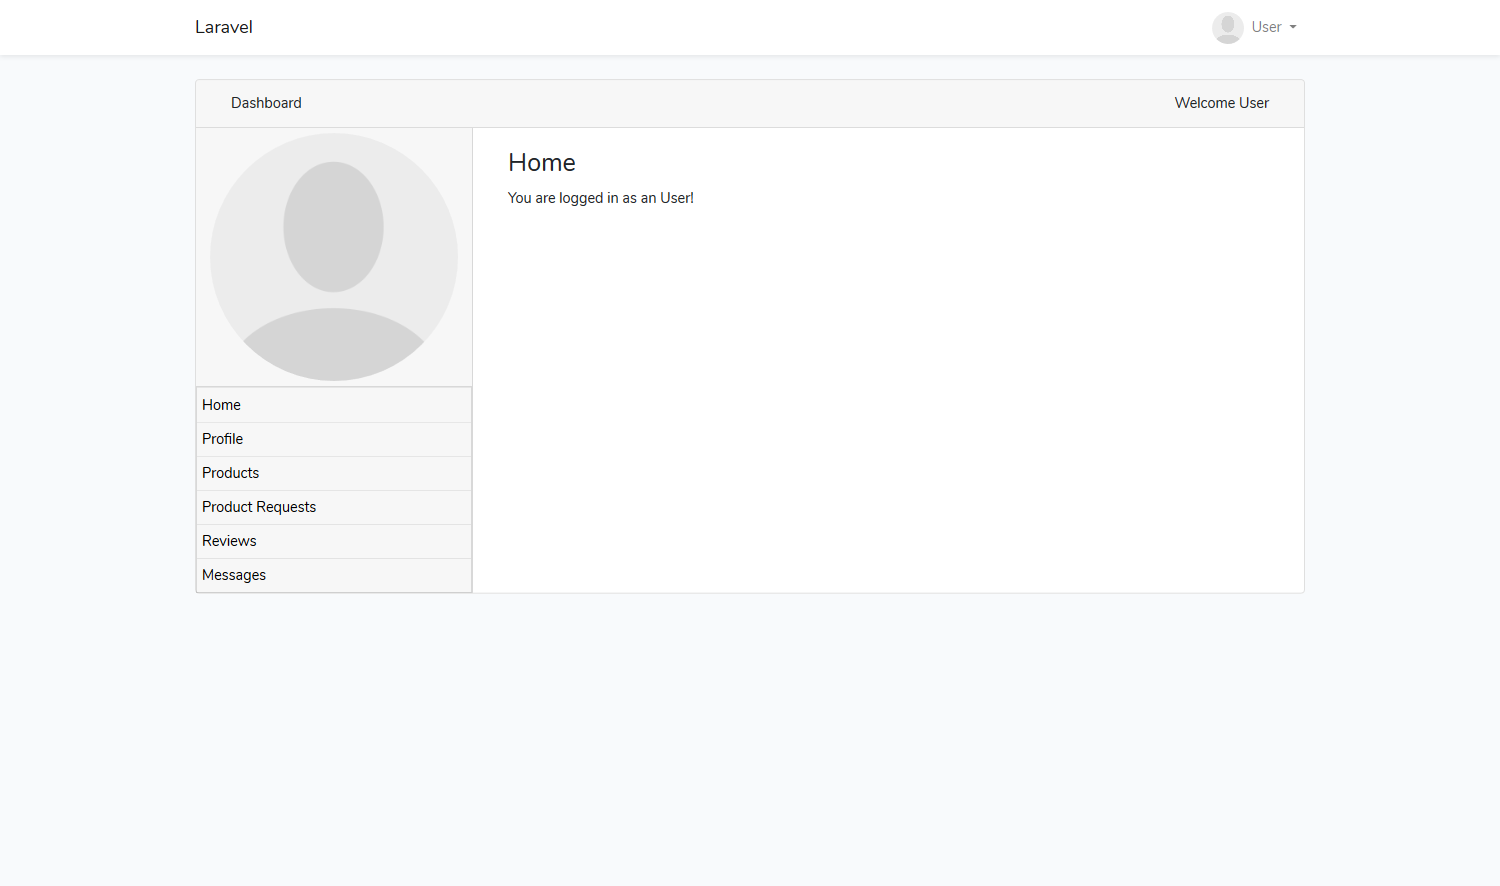 Laravel
User
Dashboard
Welcome User
Home
You are logged in as an User!
Home
Profile
Products
Product Requests
Reviews
Messages